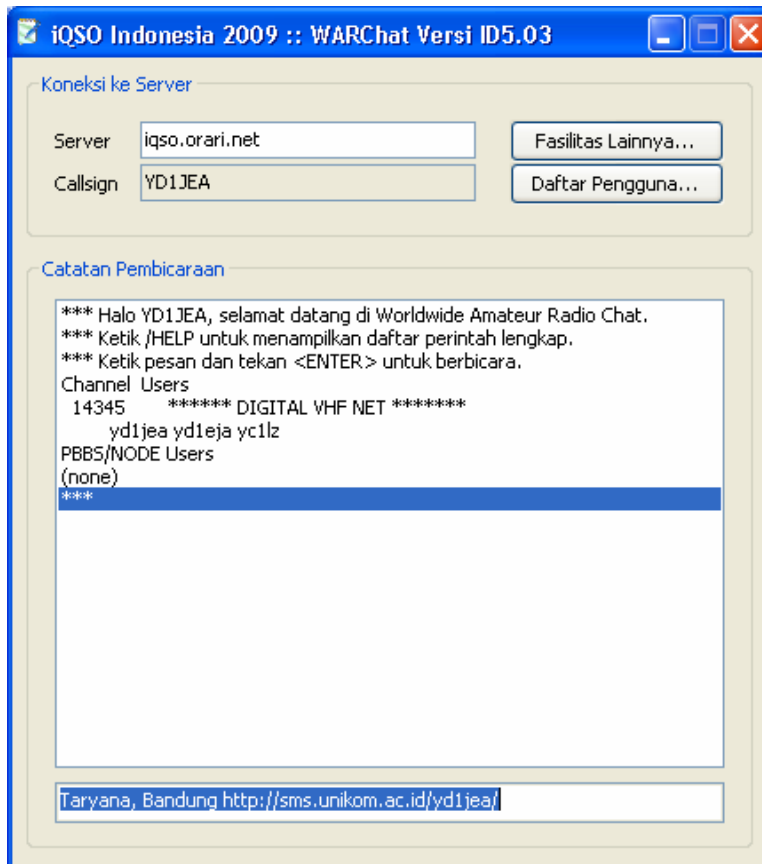 iQSO Indonesia 2009 :: WARChat Versi ID5.03
Koneksi ke Server
Server iqso.orari.net Fasilitas Lainnya...
Callsign YD1JEA Daftar Pengguna...
Catatan Pembicaraan
*** Halo YD1JEA, selamat datang di Worldwide Amateur Radio Chat.
*** Ketik /HELP untuk menampilkan daftar perintah lengkap.
*** Ketik pesan dan tekan <ENTER> untuk berbicara.
Channel Users
14345 ****** DIGITAL VHF NET *******
yd1jea yd1eja yc1lz
PBBS/NODE Users
(none)
***
Taryana, Bandung http://sms.unikom.ac.id/yd1jea/